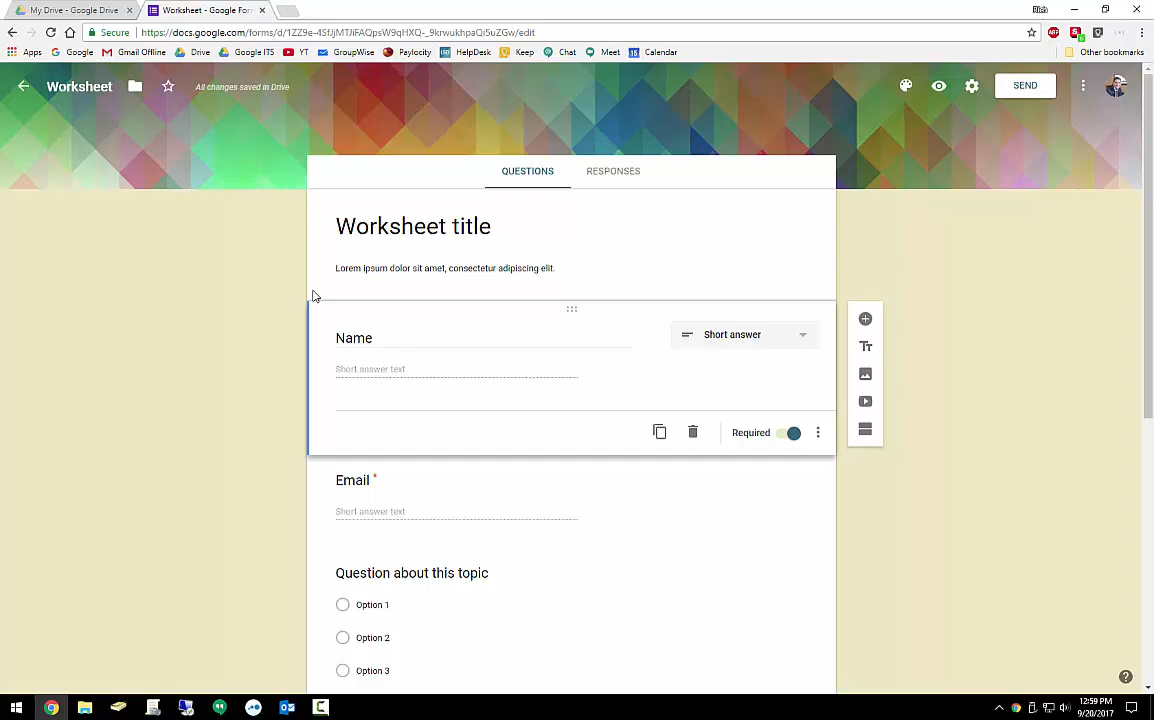 My Drive - Google Drive
Worksheet - Google For
Secure
https://docs.google.com/forms/d/1ZZ9e-4SfJjMTJiFAQpsW9qHXQ-_9krwukhpaQi5uZGw/edit
Apps
Google
Gmail Offline
Drive
Google ITS
YT
GroupWise
Paylocity
HelpDesk
Keep
Chat
Meet
Calendar
Other bookmarks
Worksheet
All changes saved in Drive
SEND
QUESTIONS
RESPONSES
Worksheet title
Lorem ipsum dolor sit amet, consectetur adipiscing elit.
Name
Short answer
Short answer text
Required
Email *
Short answer text
Question about this topic
Option 1
Option 2
Option 3
12:59 PM
9/20/2017